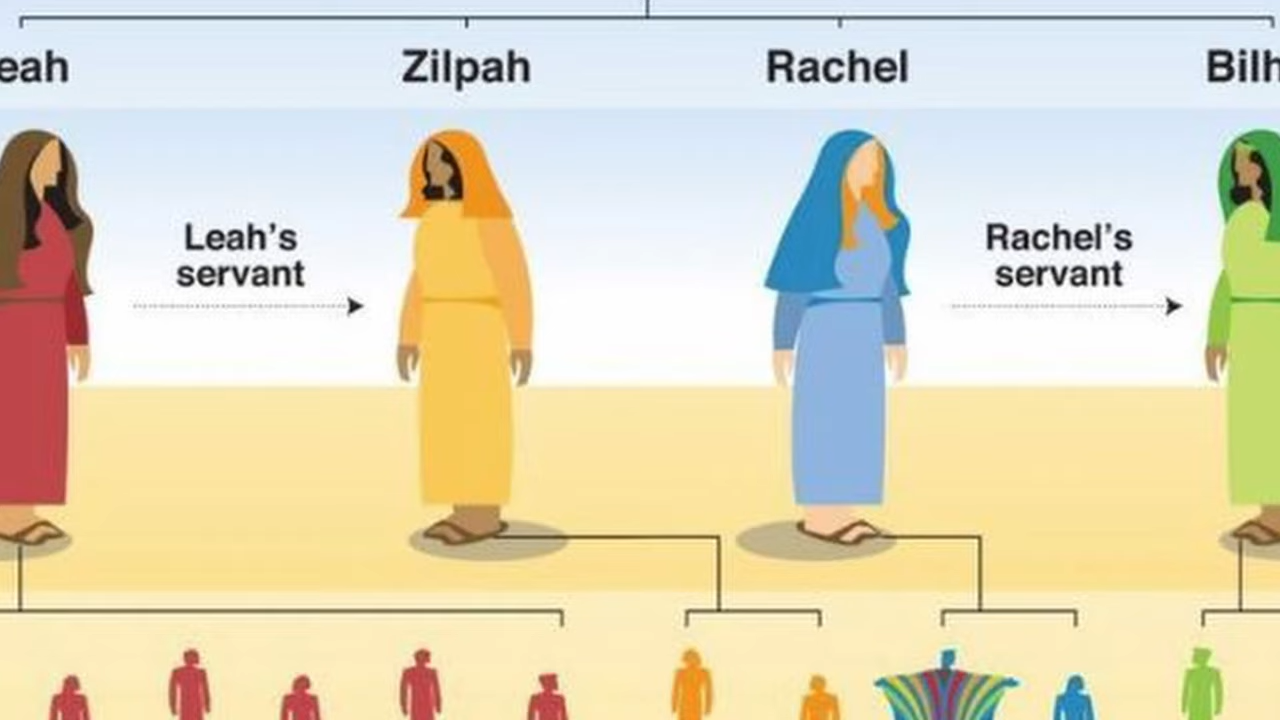 eah
Zilpah
Rachel
Bilh
Leah's
servant
Rachel's
servant